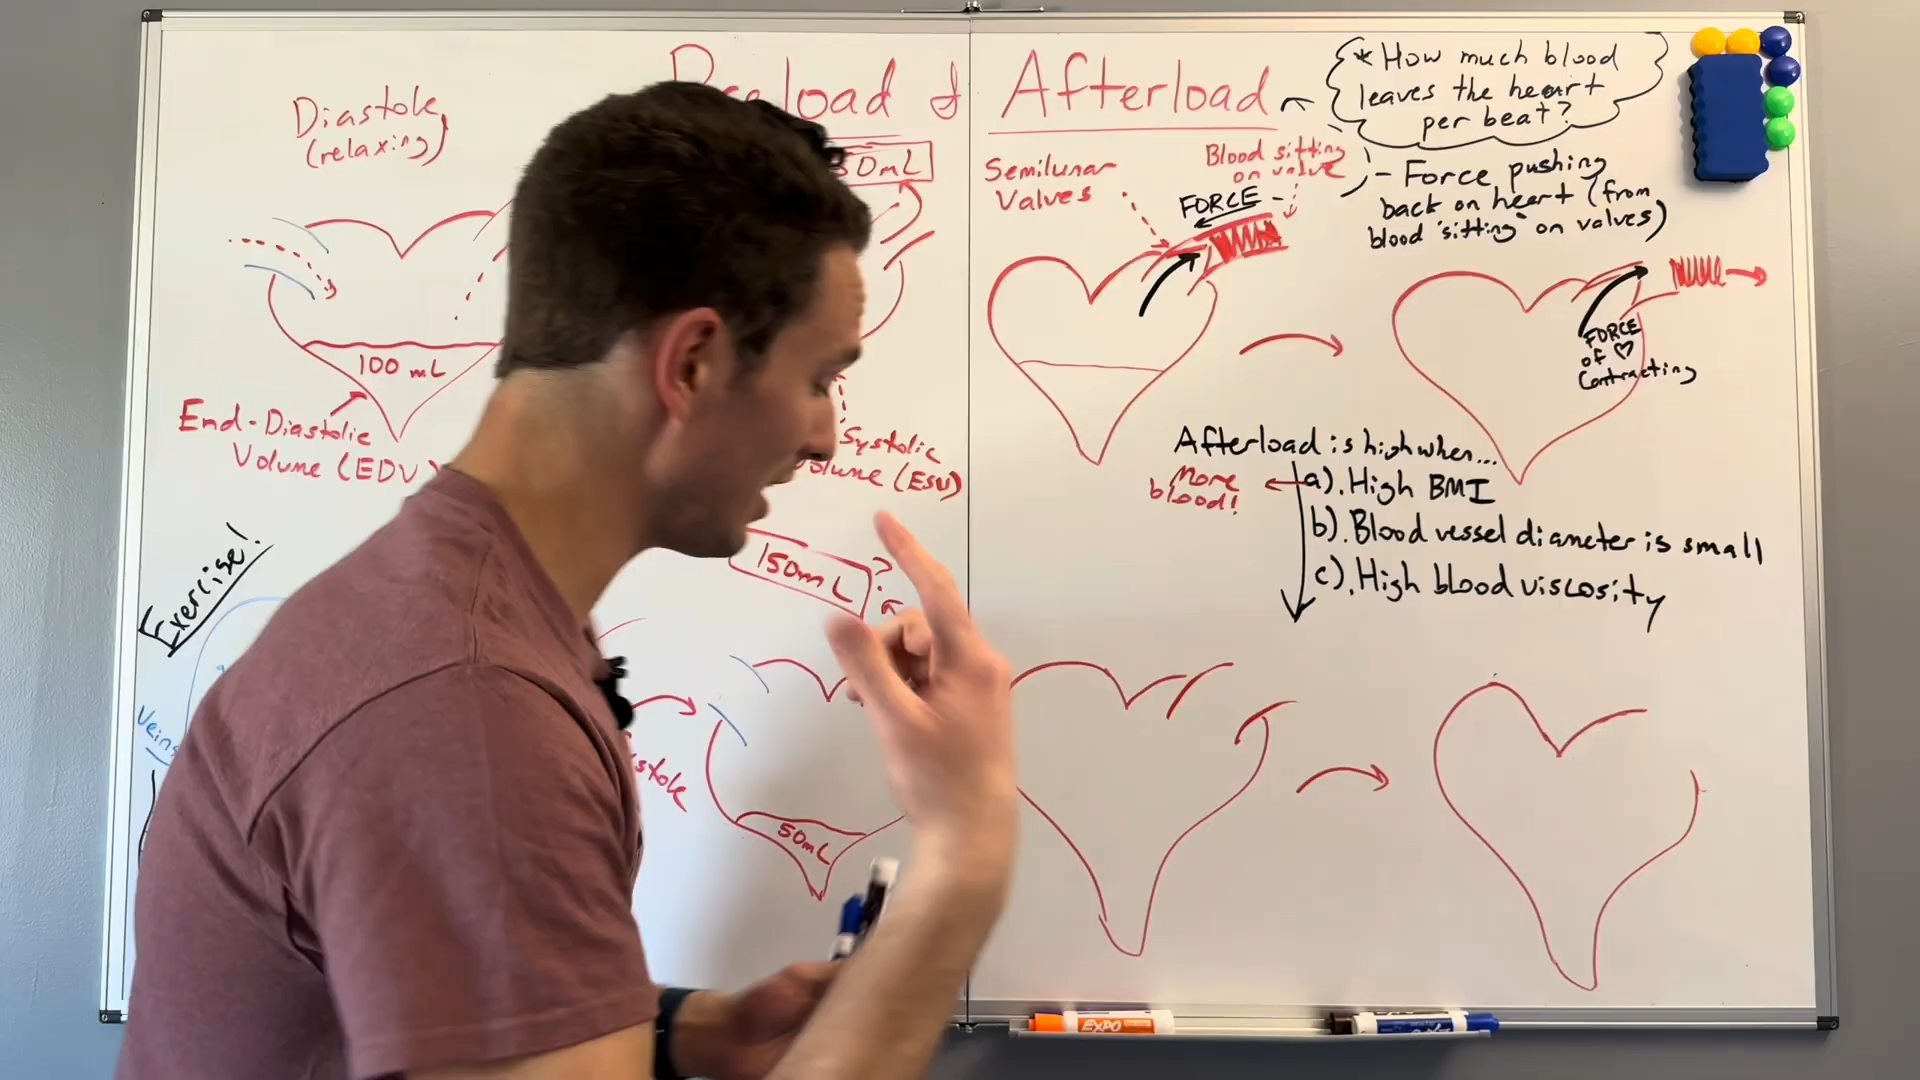 Preload & Afterload
* How much blood
leaves the heart
per beat?
Diastole
(relaxing)
80mL
100 mL
End-Diastolic
Volume (EDV)
Systolic
Volume (ESV)
Semilunar
Valves
Blood sitting
on valve
FORCE
- Force pushing
back on heart (from
blood "sitting" on valves)
FORCE
of ♡
Contracting
Afterload is high when...
a). High BMI
More
blood!
b). Blood vessel diameter is small
c). High blood viscosity
Exercise!
150mL ?
Veins
50mL
EXPO